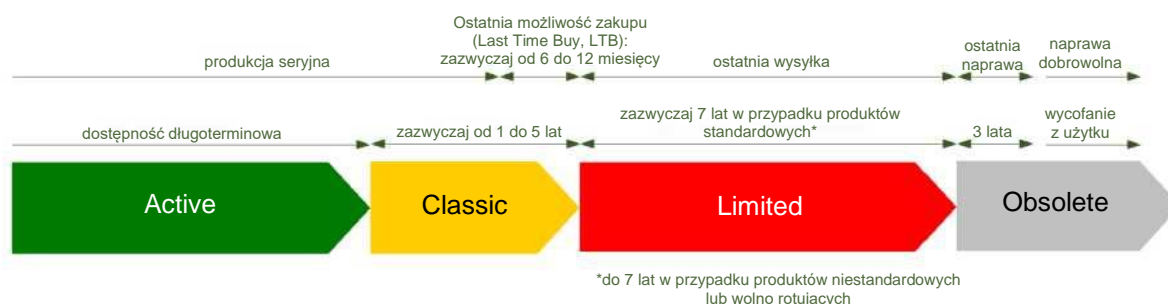 Ostatnia możliwość zakupu
(Last Time Buy, LTB):
zazwyczaj od 6 do 12 miesięcy
produkcja seryjna
ostatnia wysyłka
ostatnia
naprawa
naprawa
dobrowolna
dostępność długoterminowa
zazwyczaj od 1 do 5 lat
zazwyczaj 7 lat w przypadku produktów
standardowych*
3 lata
wycofanie
z użytku
Active
Classic
Limited
Obsolete
*do 7 lat w przypadku produktów niestandardowych
lub wolno rotujących